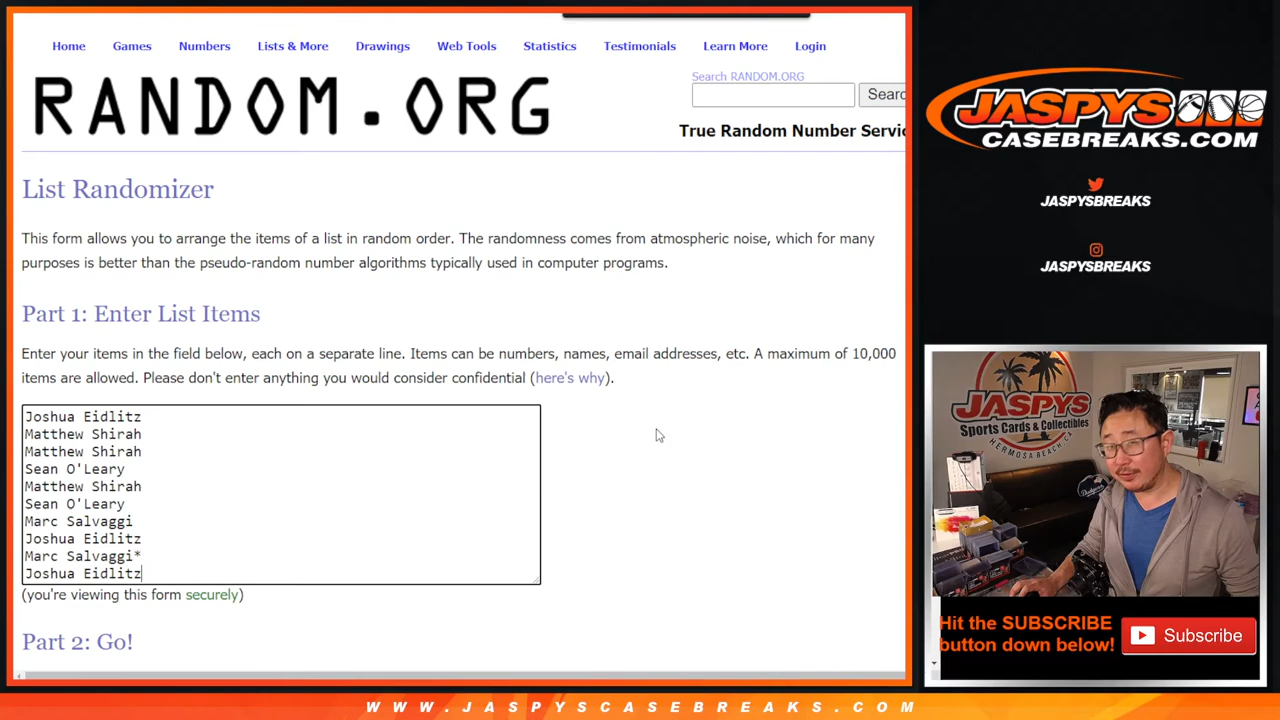 Home Games Numbers Lists & More Drawings Web Tools Statistics Testimonials Learn More Login
RANDOM.ORG
Search RANDOM.ORG
Searc
True Random Number Servic
List Randomizer
This form allows you to arrange the items of a list in random order. The randomness comes from atmospheric noise, which for many
purposes is better than the pseudo-random number algorithms typically used in computer programs.
Part 1: Enter List Items
Enter your items in the field below, each on a separate line. Items can be numbers, names, email addresses, etc. A maximum of 10,000
items are allowed. Please don't enter anything you would consider confidential (here's why).
Joshua Eidlitz
Matthew Shirah
Matthew Shirah
Sean O'Leary
Matthew Shirah
Sean O'Leary
Marc Salvaggi
Joshua Eidlitz
Marc Salvaggi*
Joshua Eidlitz
(you're viewing this form securely)
Part 2: Go!
JASPYS
CASEBREAKS.COM
JASPYSBREAKS
JASPYSBREAKS
JASPYS
Sports Cards & Collectibles
HERMOSA BEACH, CA
Dodgers
Hit the SUBSCRIBE
button down below!
Subscribe
WWW.JASPYSCASEBREAKS.COM